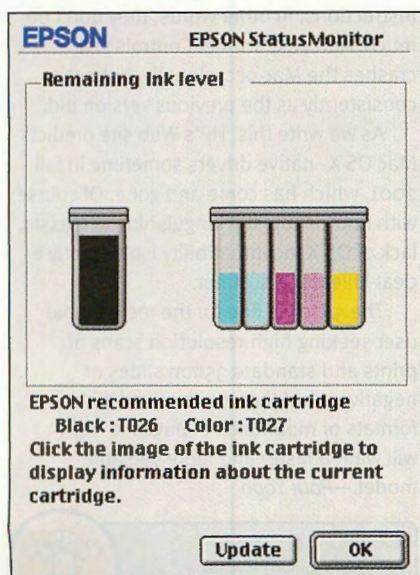 EPSON EPSON StatusMonitor
Remaining Ink level
EPSON recommended ink cartridge
Black:T026 Color:T027
Click the image of the ink cartridge to
display information about the current
cartridge.
Update OK